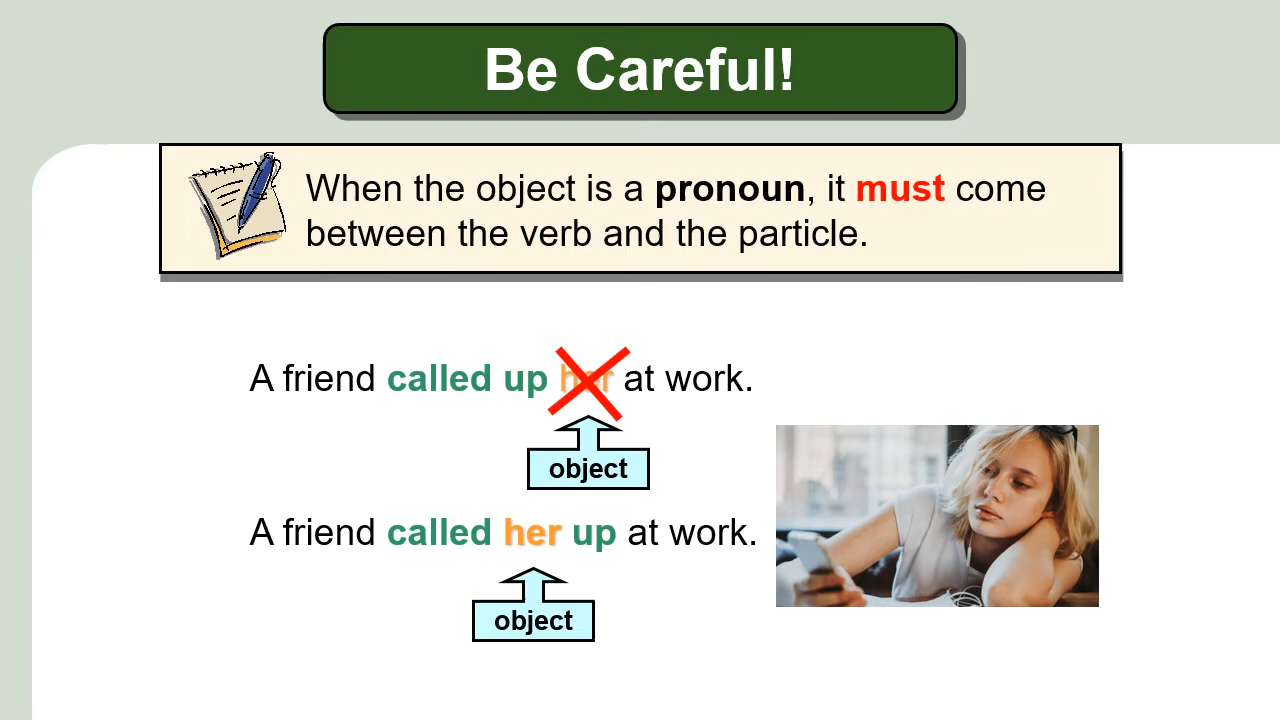 Be Careful!
When the object is a pronoun, it must come
between the verb and the particle.
A friend called up her at work.
object
A friend called her up at work.
object